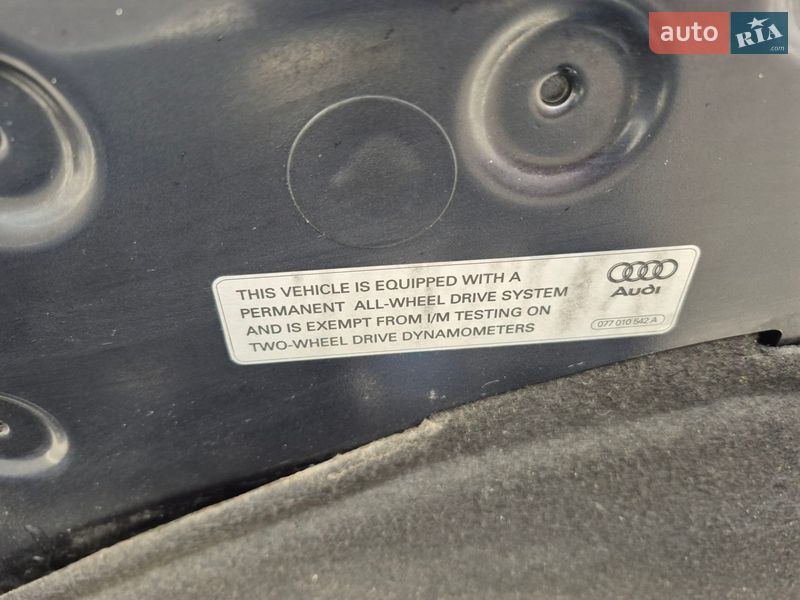 auto RIA .com
THIS VEHICLE IS EQUIPPED WITH A
PERMANENT ALL-WHEEL DRIVE SYSTEM
AND IS EXEMPT FROM I/M TESTING ON
TWO-WHEEL DRIVE DYNAMOMETERS
Audi
077 010 542 A